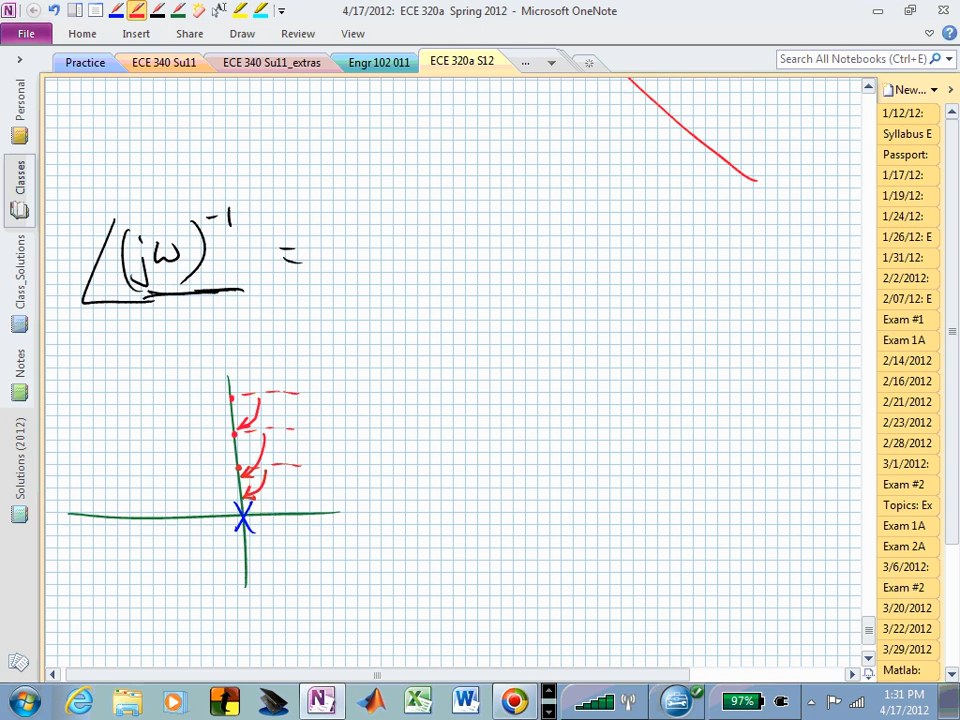 4/17/2012: ECE 320a Spring 2012 - Microsoft OneNote
File Home Insert Share Draw Review View
Practice ECE 340 Su11 ECE 340 Su11_extras Engr 102 011 ECE 320a S12 ...
Search All Notebooks (Ctrl+E)
Personal
Classes
Class_Solutions
Notes
Solutions (2012)
∠(jω)⁻¹ =
New...
1/12/12:
Syllabus E
Passport:
1/17/12:
1/19/12:
1/24/12:
1/26/12: E
1/31/12:
2/2/2012:
2/07/12: E
Exam #1
Exam 1A
2/14/2012
2/16/2012
2/21/2012
2/23/2012
2/28/2012
3/1/2012:
Exam #2
Topics: Ex
Exam 1A
Exam 2A
3/6/2012:
Exam #2
3/20/2012
3/22/2012
3/29/2012
Matlab:
97%
1:31 PM
4/17/2012